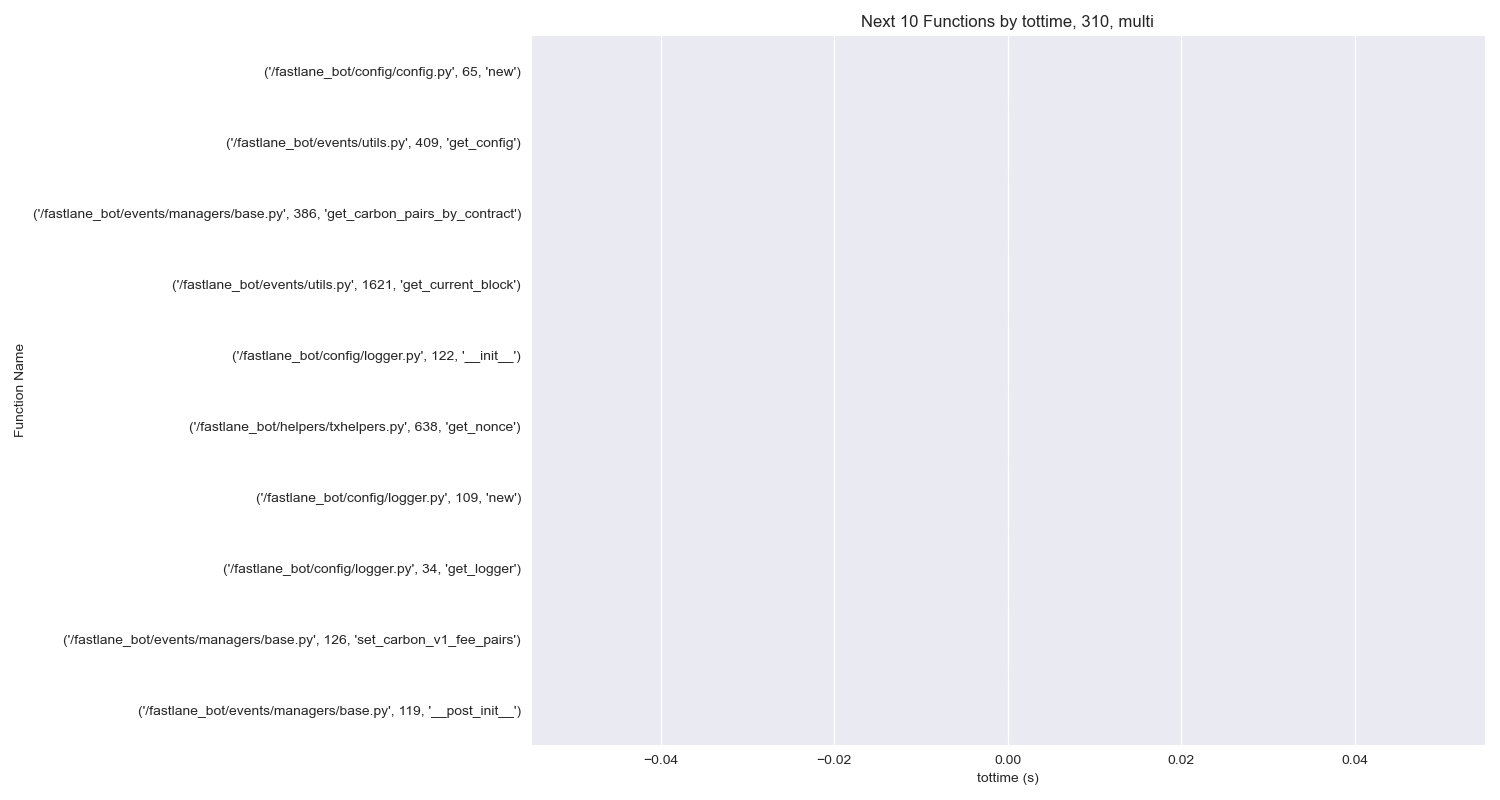 Next 10 Functions by tottime, 310, multi
('/fastlane_bot/config/config.py', 65, 'new')
('/fastlane_bot/events/utils.py', 409, 'get_config')
('/fastlane_bot/events/managers/base.py', 386, 'get_carbon_pairs_by_contract')
('/fastlane_bot/events/utils.py', 1621, 'get_current_block')
('/fastlane_bot/config/logger.py', 122, '__init__')
Function Name
('/fastlane_bot/helpers/txhelpers.py', 638, 'get_nonce')
('/fastlane_bot/config/logger.py', 109, 'new')
('/fastlane_bot/config/logger.py', 34, 'get_logger')
('/fastlane_bot/events/managers/base.py', 126, 'set_carbon_v1_fee_pairs')
('/fastlane_bot/events/managers/base.py', 119, '__post_init__')
−0.04 −0.02 0.00 0.02 0.04
tottime (s)